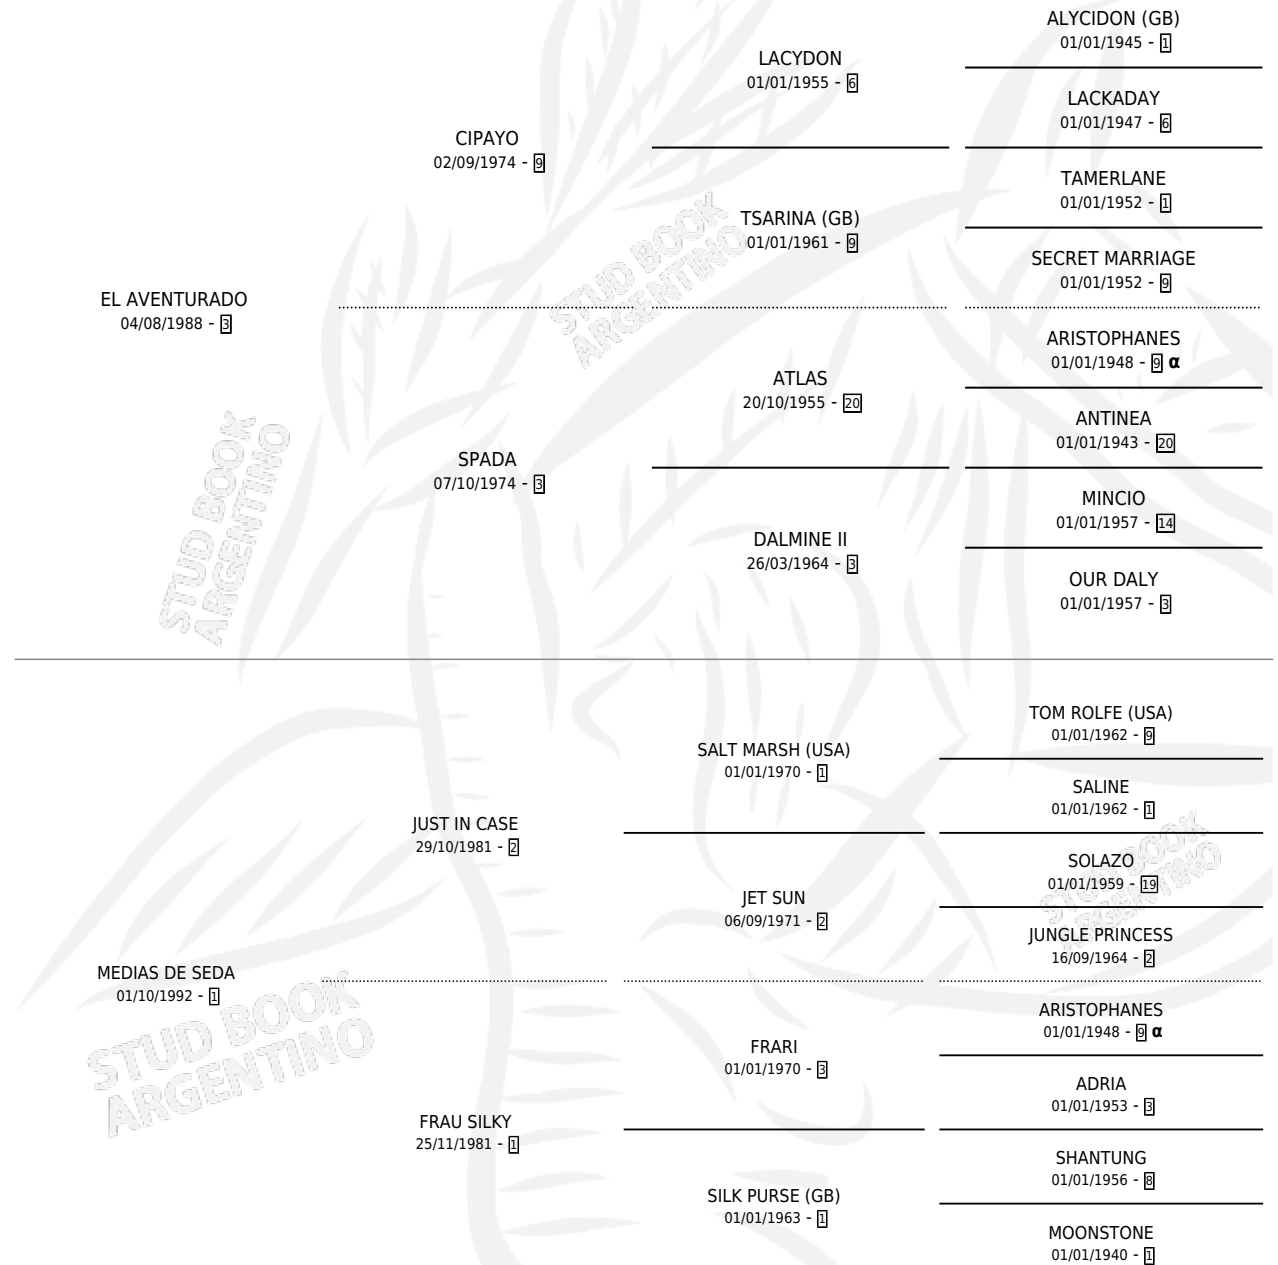 EL AVENTURADO
04/08/1988 - 3
CIPAYO
02/09/1974 - 9
SPADA
07/10/1974 - 3
LACYDON
01/01/1955 - 6
TSARINA (GB)
01/01/1961 - 9
ATLAS
20/10/1955 - 20
DALMINE II
26/03/1964 - 3
ALYCIDON (GB)
01/01/1945 - 1
LACKADAY
01/01/1947 - 6
TAMERLANE
01/01/1952 - 1
SECRET MARRIAGE
01/01/1952 - 9
ARISTOPHANES
01/01/1948 - 9 α
ANTINEA
01/01/1943 - 20
MINCIO
01/01/1957 - 14
OUR DALY
01/01/1957 - 3
MEDIAS DE SEDA
01/10/1992 - 1
JUST IN CASE
29/10/1981 - 2
FRAU SILKY
25/11/1981 - 1
SALT MARSH (USA)
01/01/1970 - 1
JET SUN
06/09/1971 - 2
FRARI
01/01/1970 - 3
SILK PURSE (GB)
01/01/1963 - 1
TOM ROLFE (USA)
01/01/1962 - 9
SALINE
01/01/1962 - 1
SOLAZO
01/01/1959 - 19
JUNGLE PRINCESS
16/09/1964 - 2
ARISTOPHANES
01/01/1948 - 9 α
ADRIA
01/01/1953 - 3
SHANTUNG
01/01/1956 - 8
MOONSTONE
01/01/1940 - 1
STUD BOOK
ARGENTINO
STUD BOOK
ARGENTINO
STUD BOOK
ARGENTINO
STUD BOOK
ARGENTINO